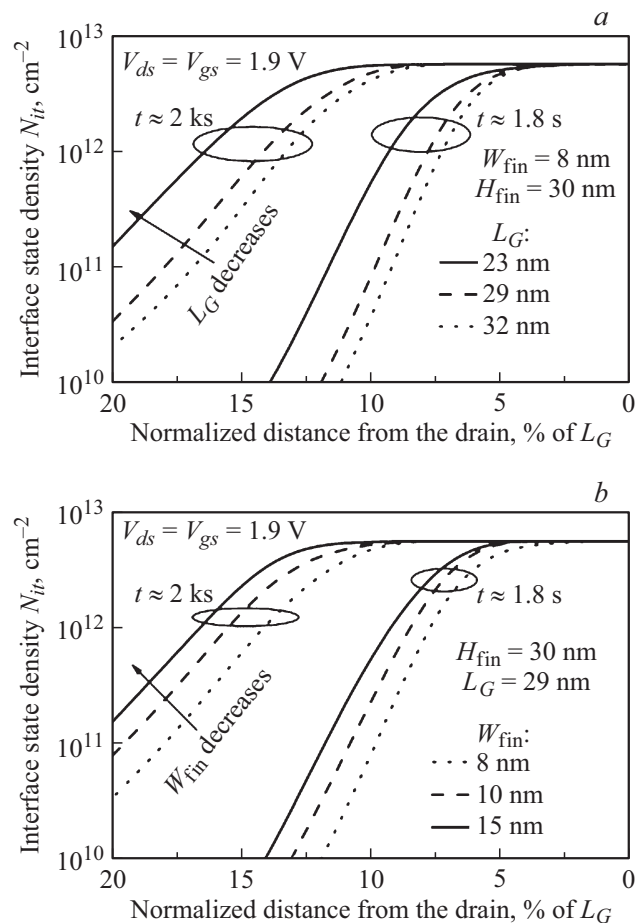 a
10^13
V_ds = V_gs = 1.9 V
t ≈ 2 ks
t ≈ 1.8 s
W_fin = 8 nm
H_fin = 30 nm
L_G:
23 nm
29 nm
32 nm
L_G decreases
10^12
10^11
10^10
Interface state density N_it, cm^−2
20 15 10 5 0
Normalized distance from the drain, % of L_G
b
10^13
V_ds = V_gs = 1.9 V
t ≈ 2 ks
t ≈ 1.8 s
H_fin = 30 nm
L_G = 29 nm
W_fin:
8 nm
10 nm
15 nm
W_fin decreases
10^12
10^11
10^10
Interface state density N_it, cm^−2
20 15 10 5 0
Normalized distance from the drain, % of L_G